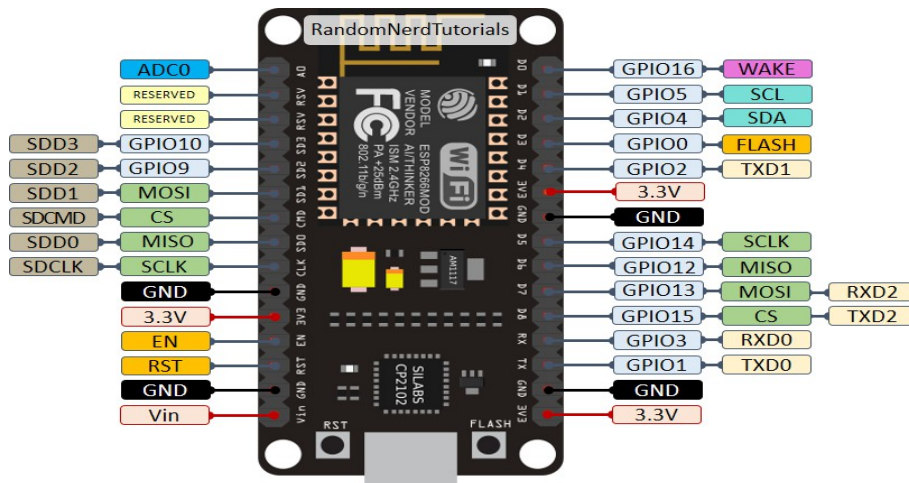 RandomNerdTutorials
ADC0 A0
RESERVED RSV
RESERVED RSV
SDD3 GPIO10 SD3
SDD2 GPIO9 SD2
SDD1 MOSI SD1
SDCMD CS CMD
SDD0 MISO SDO
SDCLK SCLK CLK
GND GND
3.3V 3V3
EN EN
RST RST
GND GND
Vin Vin
MODEL ESP8266MOD
VENDOR AI/THINKER
ISM 2.4GHz
PA +25dBm
802.11b/g/n
FC
WiFi
AM1117
SILABS
CP2102
RST
FLASH
D0 GPIO16 WAKE
D1 GPIO5 SCL
D2 GPIO4 SDA
D3 GPIO0 FLASH
D4 GPIO2 TXD1
3V3 3.3V
GND GND
D5 GPIO14 SCLK
D6 GPIO12 MISO
D7 GPIO13 MOSI RXD2
D8 GPIO15 CS TXD2
RX GPIO3 RXD0
TX GPIO1 TXD0
GND GND
3V3 3.3V